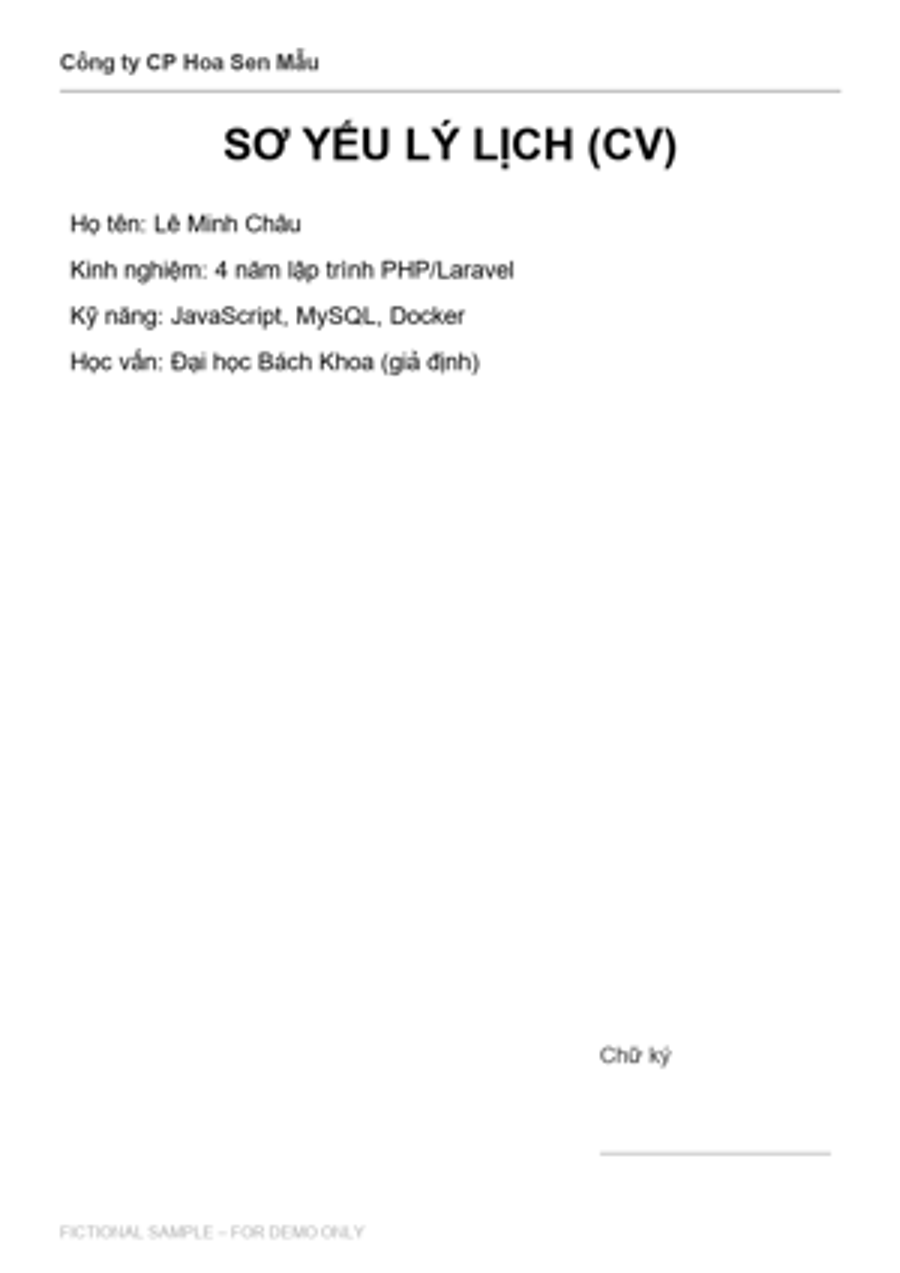 Công ty CP Hoa Sen Mẫu
SƠ YẾU LÝ LỊCH (CV)
Họ tên: Lê Minh Châu
Kinh nghiệm: 4 năm lập trình PHP/Laravel
Kỹ năng: JavaScript, MySQL, Docker
Học vấn: Đại học Bách Khoa (giả định)
Chữ ký
FICTIONAL SAMPLE – FOR DEMO ONLY